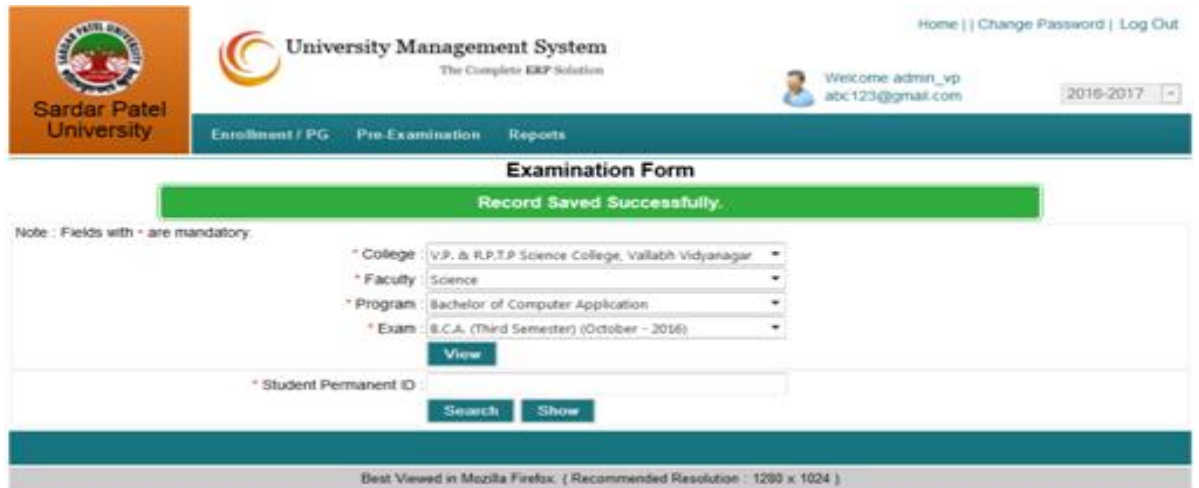 Home | | Change Password | Log Out
SARDAR PATEL UNIVERSITY
University Management System
The Complete ERP Solution
Welcome admin_vp
abc123@gmail.com
2016-2017
Sardar Patel
University
Enrollment / PG Pre-Examination Reports
Examination Form
Record Saved Successfully.
Note : Fields with * are mandatory.
* College : V.P. & R.P.T.P Science College, Vallabh Vidyanagar
* Faculty : Science
* Program : Bachelor of Computer Application
* Exam : B.C.A. (Third Semester) (October - 2016)
View
* Student Permanent ID :
Search Show
Best Viewed in Mozilla Firefox. ( Recommended Resolution : 1280 x 1024 )